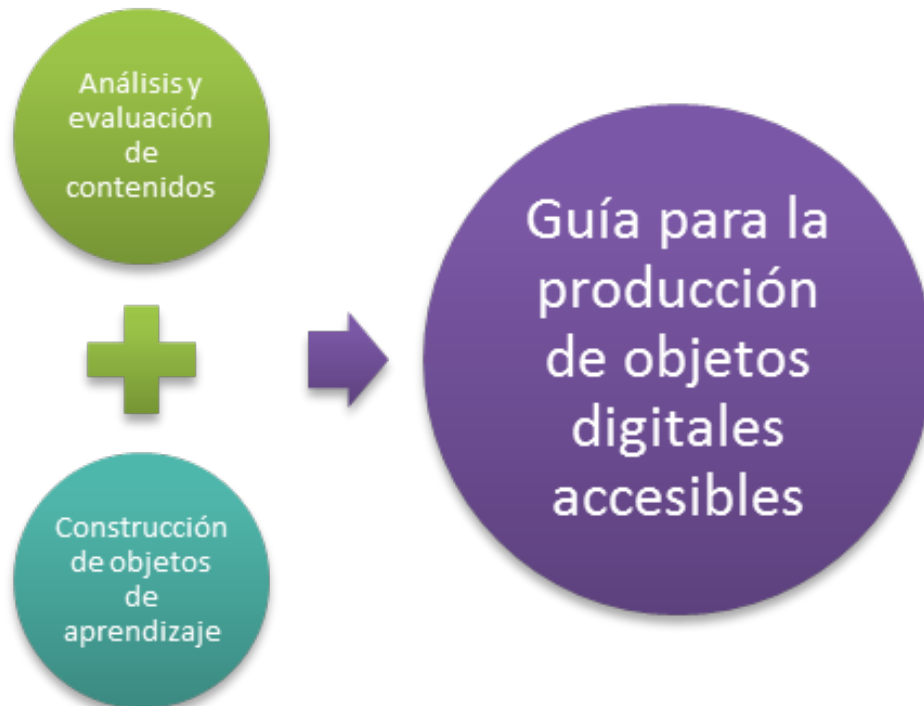 Análisis y
evaluación
de
contenidos
Construcción
de objetos
de
aprendizaje
Guía para la
producción
de objetos
digitales
accesibles